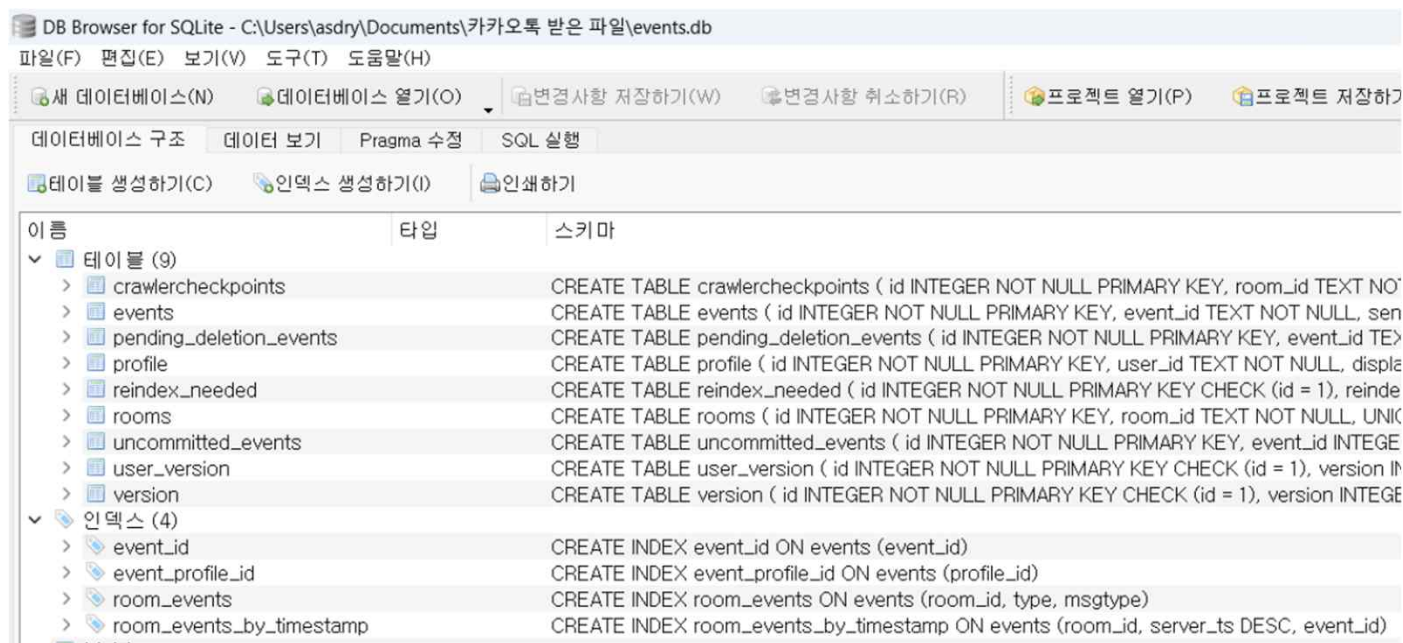 DB Browser for SQLite - C:\Users\asdry\Documents\카카오톡 받은 파일\events.db
파일(F) 편집(E) 보기(V) 도구(T) 도움말(H)
새 데이터베이스(N) 데이터베이스 열기(O) 변경사항 저장하기(W) 변경사항 취소하기(R) 프로젝트 열기(P) 프로젝트 저장하기
데이터베이스 구조 데이터 보기 Pragma 수정 SQL 실행
테이블 생성하기(C) 인덱스 생성하기(I) 인쇄하기
이름 타입 스키마
테이블 (9)
crawlercheckpoints CREATE TABLE crawlercheckpoints ( id INTEGER NOT NULL PRIMARY KEY, room_id TEXT NOT
events CREATE TABLE events ( id INTEGER NOT NULL PRIMARY KEY, event_id TEXT NOT NULL, sen
pending_deletion_events CREATE TABLE pending_deletion_events ( id INTEGER NOT NULL PRIMARY KEY, event_id TEX
profile CREATE TABLE profile ( id INTEGER NOT NULL PRIMARY KEY, user_id TEXT NOT NULL, displa
reindex_needed CREATE TABLE reindex_needed ( id INTEGER NOT NULL PRIMARY KEY CHECK (id = 1), reinde
rooms CREATE TABLE rooms ( id INTEGER NOT NULL PRIMARY KEY, room_id TEXT NOT NULL, UNIQ
uncommitted_events CREATE TABLE uncommitted_events ( id INTEGER NOT NULL PRIMARY KEY, event_id INTEGE
user_version CREATE TABLE user_version ( id INTEGER NOT NULL PRIMARY KEY CHECK (id = 1), version IN
version CREATE TABLE version ( id INTEGER NOT NULL PRIMARY KEY CHECK (id = 1), version INTEGE
인덱스 (4)
event_id CREATE INDEX event_id ON events (event_id)
event_profile_id CREATE INDEX event_profile_id ON events (profile_id)
room_events CREATE INDEX room_events ON events (room_id, type, msgtype)
room_events_by_timestamp CREATE INDEX room_events_by_timestamp ON events (room_id, server_ts DESC, event_id)